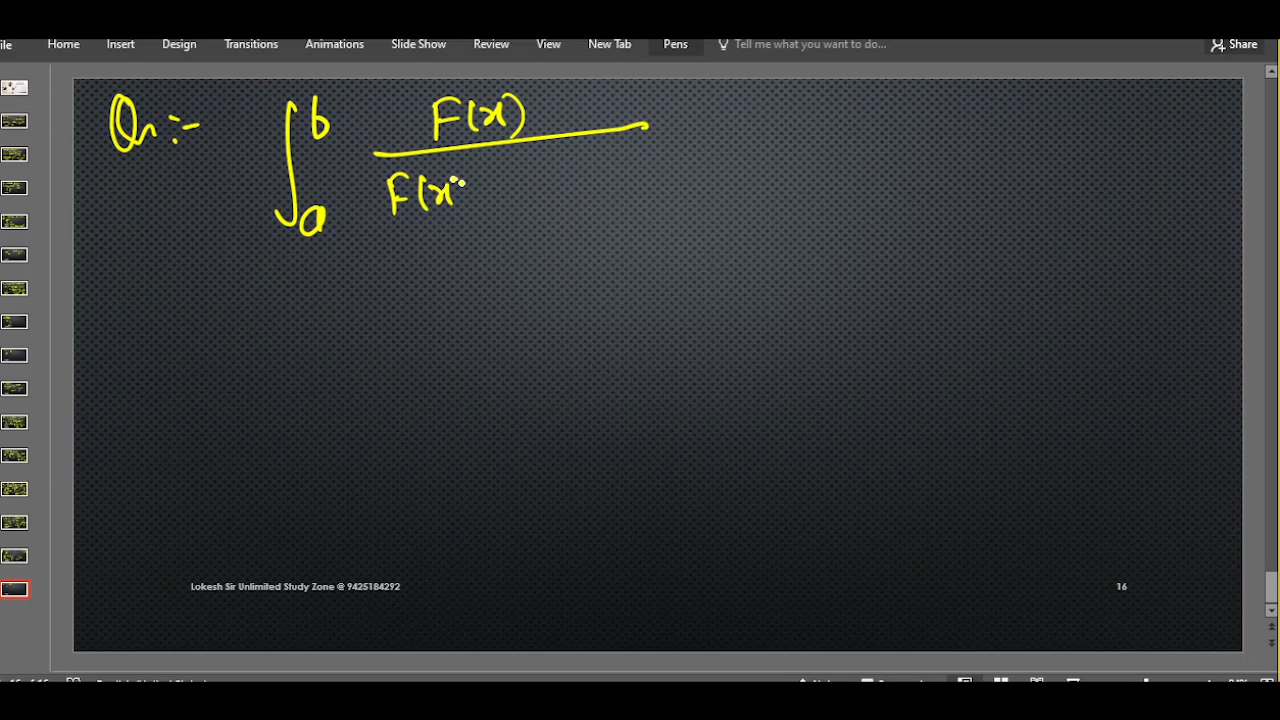 File Home Insert Design Transitions Animations Slide Show Review View New Tab Pens Tell me what you want to do... Share
Qn :- ∫ₐᵇ F(x)
F(x
Lokesh Sir Unlimited Study Zone @ 9425184292 16